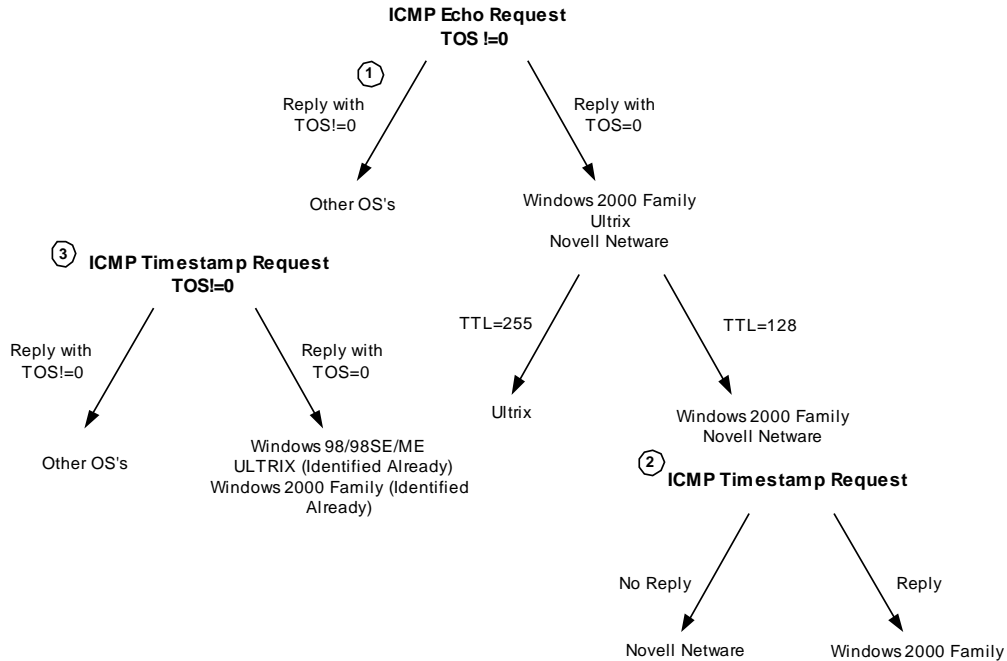 ICMP Echo Request
TOS !=0
1
Reply with
TOS!=0
Reply with
TOS=0
Other OS's
Windows 2000 Family
Ultrix
Novell Netware
3
ICMP Timestamp Request
TOS!=0
TTL=255
TTL=128
Reply with
TOS!=0
Reply with
TOS=0
Ultrix
Windows 2000 Family
Novell Netware
Other OS's
Windows 98/98SE/ME
ULTRIX (Identified Already)
Windows 2000 Family (Identified
Already)
2
ICMP Timestamp Request
No Reply
Reply
Novell Netware
Windows 2000 Family